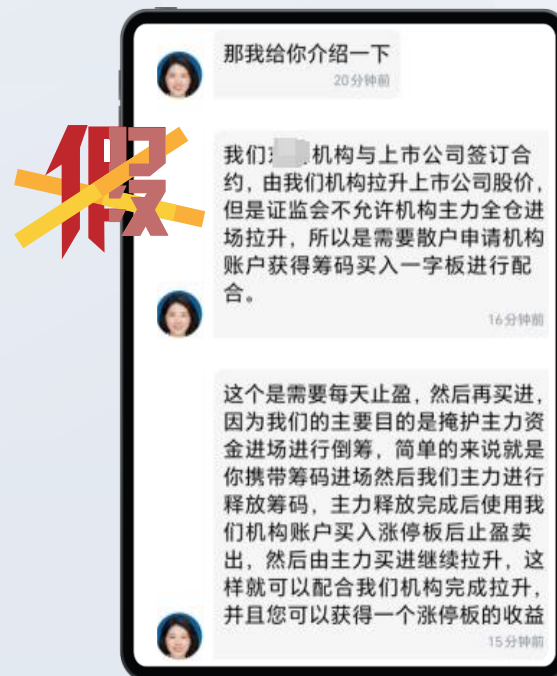 那我给你介绍一下
20分钟前
假
我们 机构与上市公司签订合
约，由我们机构拉升上市公司股价，
但是证监会不允许机构主力全仓进
场拉升，所以是需要散户申请机构
账户获得筹码买入一字板进行配
合。
16分钟前
这个是需要每天止盈，然后再买进，
因为我们的主要目的是掩护主力资
金进场进行倒筹，简单的来说就是
你携带筹码进场然后我们主力进行
释放筹码，主力释放完成后使用我
们机构账户买入涨停板后止盈卖
出，然后由主力买进继续拉升，这
样就可以配合我们机构完成拉升，
并且您可以获得一个涨停板的收益
15分钟前